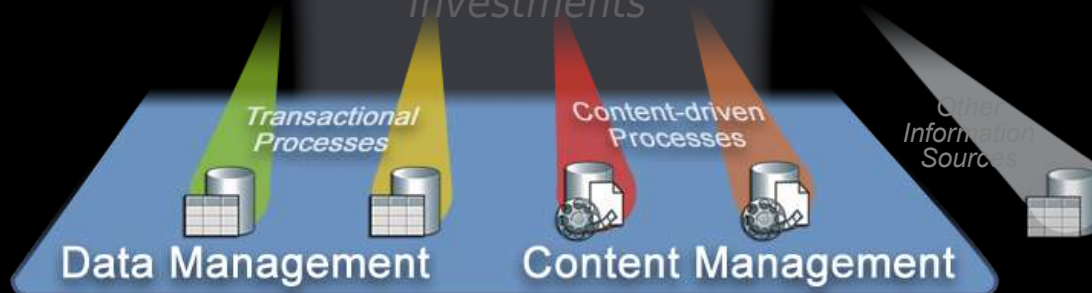 Investments
Transactional
Processes
Content-driven
Processes
Other
Information
Sources
Data Management
Content Management